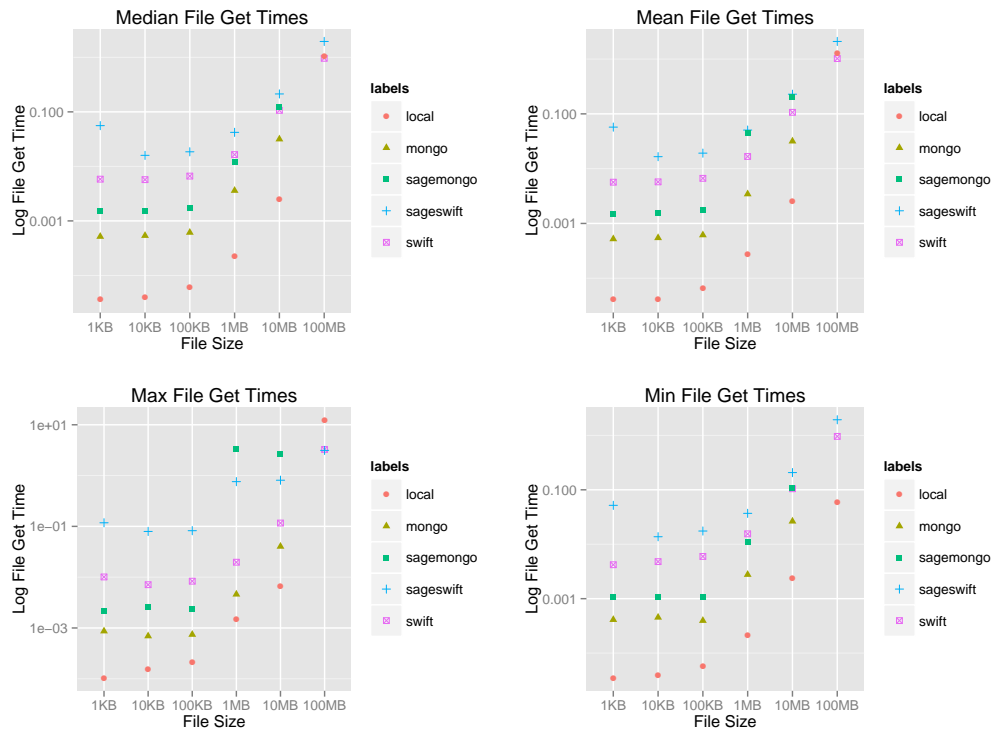 Median File Get Times
Log File Get Time
0.100
0.001
1KB 10KB 100KB 1MB 10MB 100MB
File Size
labels
local
mongo
sagemongo
sageswift
swift
Mean File Get Times
Log File Get Time
0.100
0.001
1KB 10KB 100KB 1MB 10MB 100MB
File Size
labels
local
mongo
sagemongo
sageswift
swift
Max File Get Times
Log File Get Time
1e+01
1e−01
1e−03
1KB 10KB 100KB 1MB 10MB 100MB
File Size
labels
local
mongo
sagemongo
sageswift
swift
Min File Get Times
Log File Get Time
0.100
0.001
1KB 10KB 100KB 1MB 10MB 100MB
File Size
labels
local
mongo
sagemongo
sageswift
swift